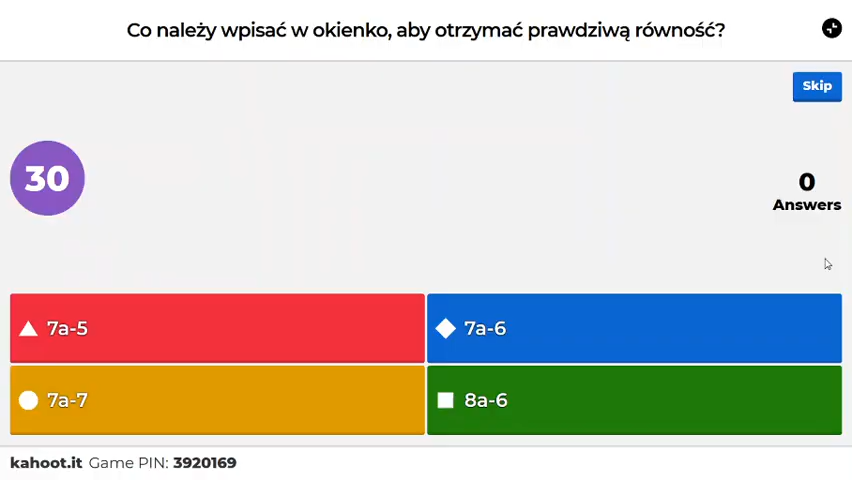 Co należy wpisać w okienko, aby otrzymać prawdziwą równość?
Skip
30
0
Answers
7a-5
7a-6
7a-7
8a-6
kahoot.it Game PIN: 3920169